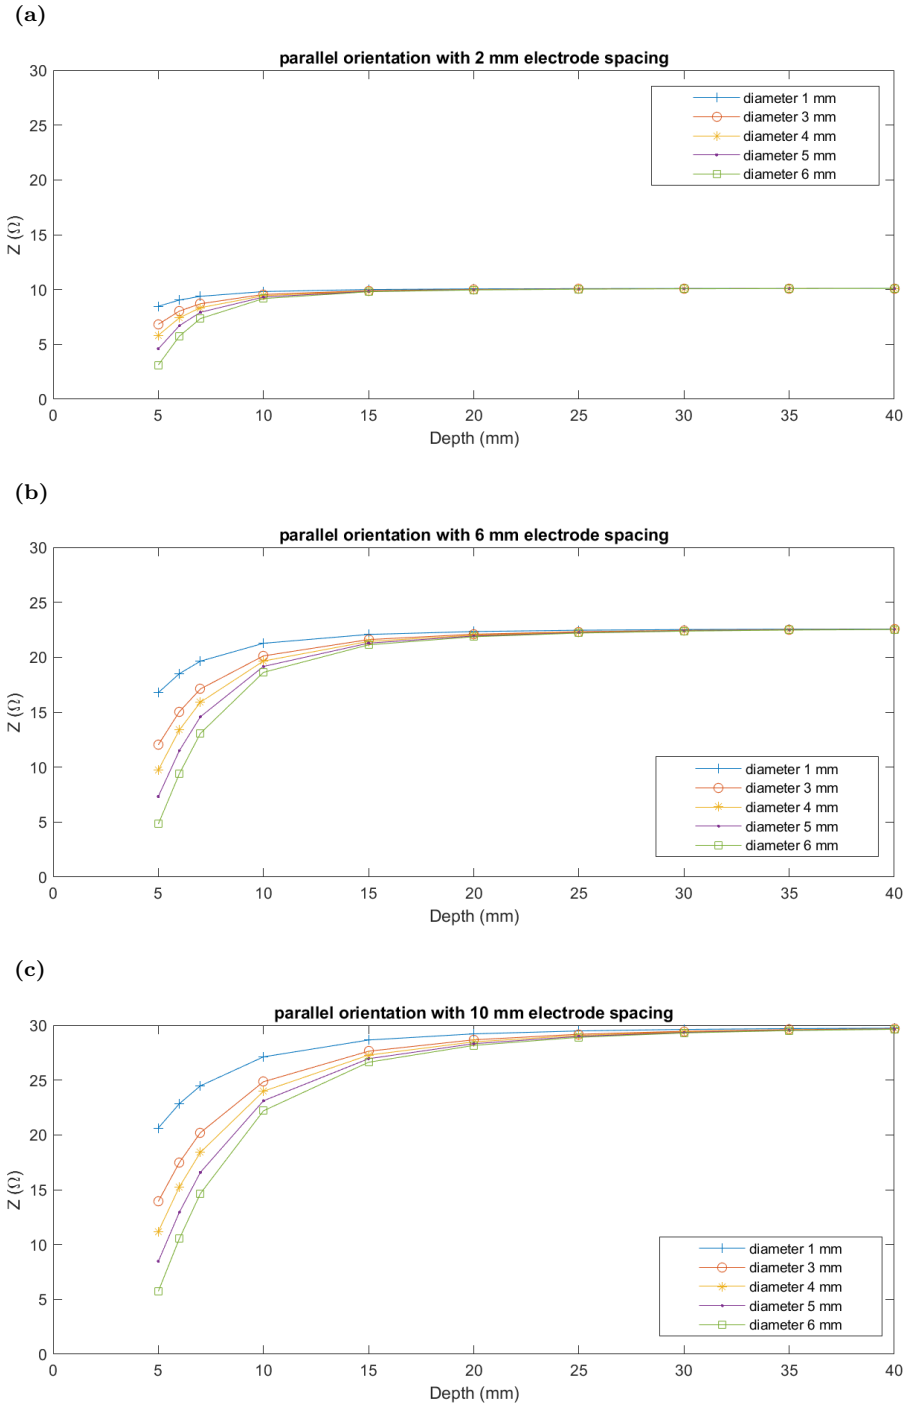 (a)
parallel orientation with 2 mm electrode spacing
30
25
20
15
10
5
0
Z (Ω)
diameter 1 mm
diameter 3 mm
diameter 4 mm
diameter 5 mm
diameter 6 mm
0 5 10 15 20 25 30 35 40
Depth (mm)
(b)
parallel orientation with 6 mm electrode spacing
30
25
20
15
10
5
0
Z (Ω)
diameter 1 mm
diameter 3 mm
diameter 4 mm
diameter 5 mm
diameter 6 mm
0 5 10 15 20 25 30 35 40
Depth (mm)
(c)
parallel orientation with 10 mm electrode spacing
30
25
20
15
10
5
0
Z (Ω)
diameter 1 mm
diameter 3 mm
diameter 4 mm
diameter 5 mm
diameter 6 mm
0 5 10 15 20 25 30 35 40
Depth (mm)